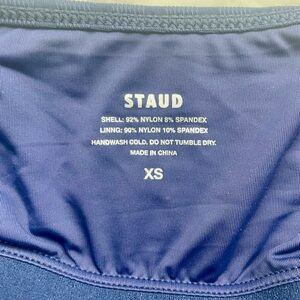 STAUD
SHELL: 92% NYLON 8% SPANDEX
LINNG: 90% NYLON 10% SPANDEX
HANDWASH COLD. DO NOT TUMBLE DRY.
MADE IN CHINA
XS